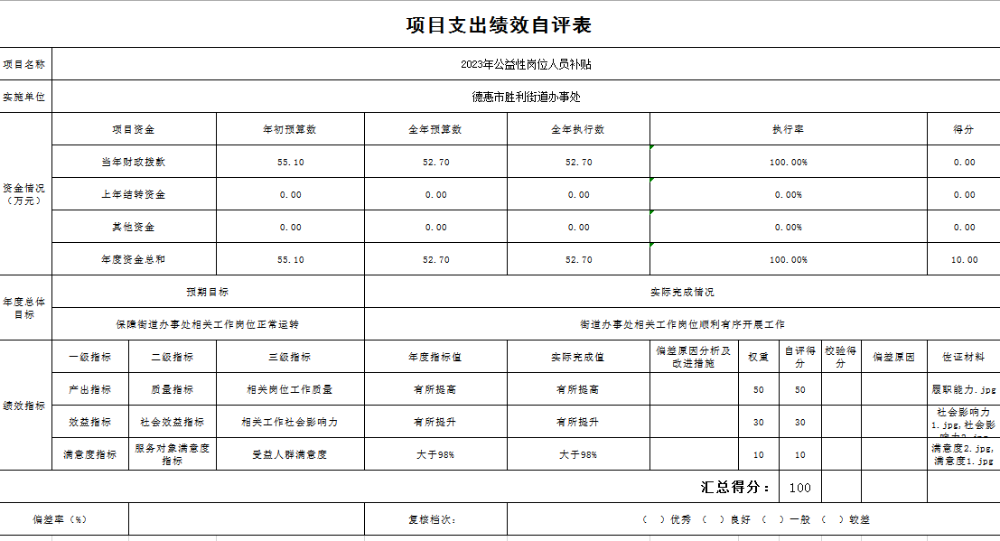 项目支出绩效自评表
项目名称 2023年公益性岗位人员补贴
实施单位 德惠市胜利街道办事处
资金情况
（万元）
项目资金 年初预算数 全年预算数 全年执行数 执行率 得分
当年财政拨款 55.10 52.70 52.70 100.00% 0.00
上年结转资金 0.00 0.00 0.00 0.00% 0.00
其他资金 0.00 0.00 0.00 0.00% 0.00
年度资金总和 55.10 52.70 52.70 100.00% 10.00
年度总体
目标
预期目标 实际完成情况
保障街道办事处相关工作岗位正常运转 街道办事处相关工作岗位顺利有序开展工作
绩效指标
一级指标 二级指标 三级指标 年度指标值 实际完成值 偏差原因分析及
改进措施 权重 自评得
分 校验得
分 偏差原因 佐证材料
产出指标 质量指标 相关岗位工作质量 有所提高 有所提高 50 50 履职能力.jpg
效益指标 社会效益指标 相关工作社会影响力 有所提升 有所提升 30 30 社会影响力
1.jpg,社会影
响力2.jpg
满意度指标 服务对象满意度
指标 受益人群满意度 大于98% 大于98% 10 10 满意度2.jpg,
满意度1.jpg
汇总得分： 100
偏差率（%） 复核档次： （ ）优秀 （ ）良好 （ ）一般 （ ）较差